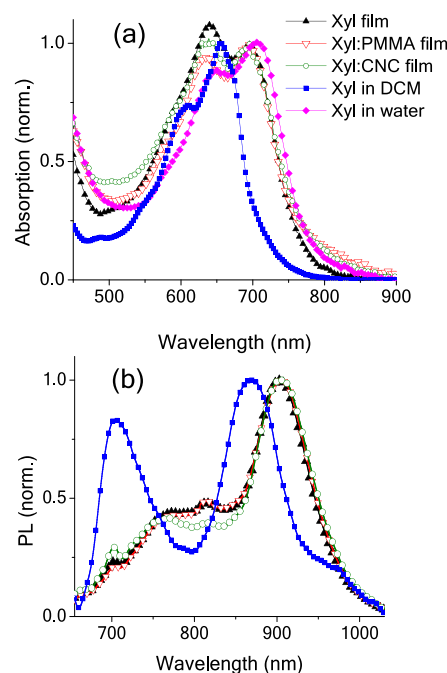 (a)
Xyl film
Xyl:PMMA film
Xyl:CNC film
Xyl in DCM
Xyl in water
1.0
0.5
0.0
Absorption (norm.)
500 600 700 800 900
Wavelength (nm)
(b)
1.0
0.5
0.0
PL (norm.)
700 800 900 1000
Wavelength (nm)